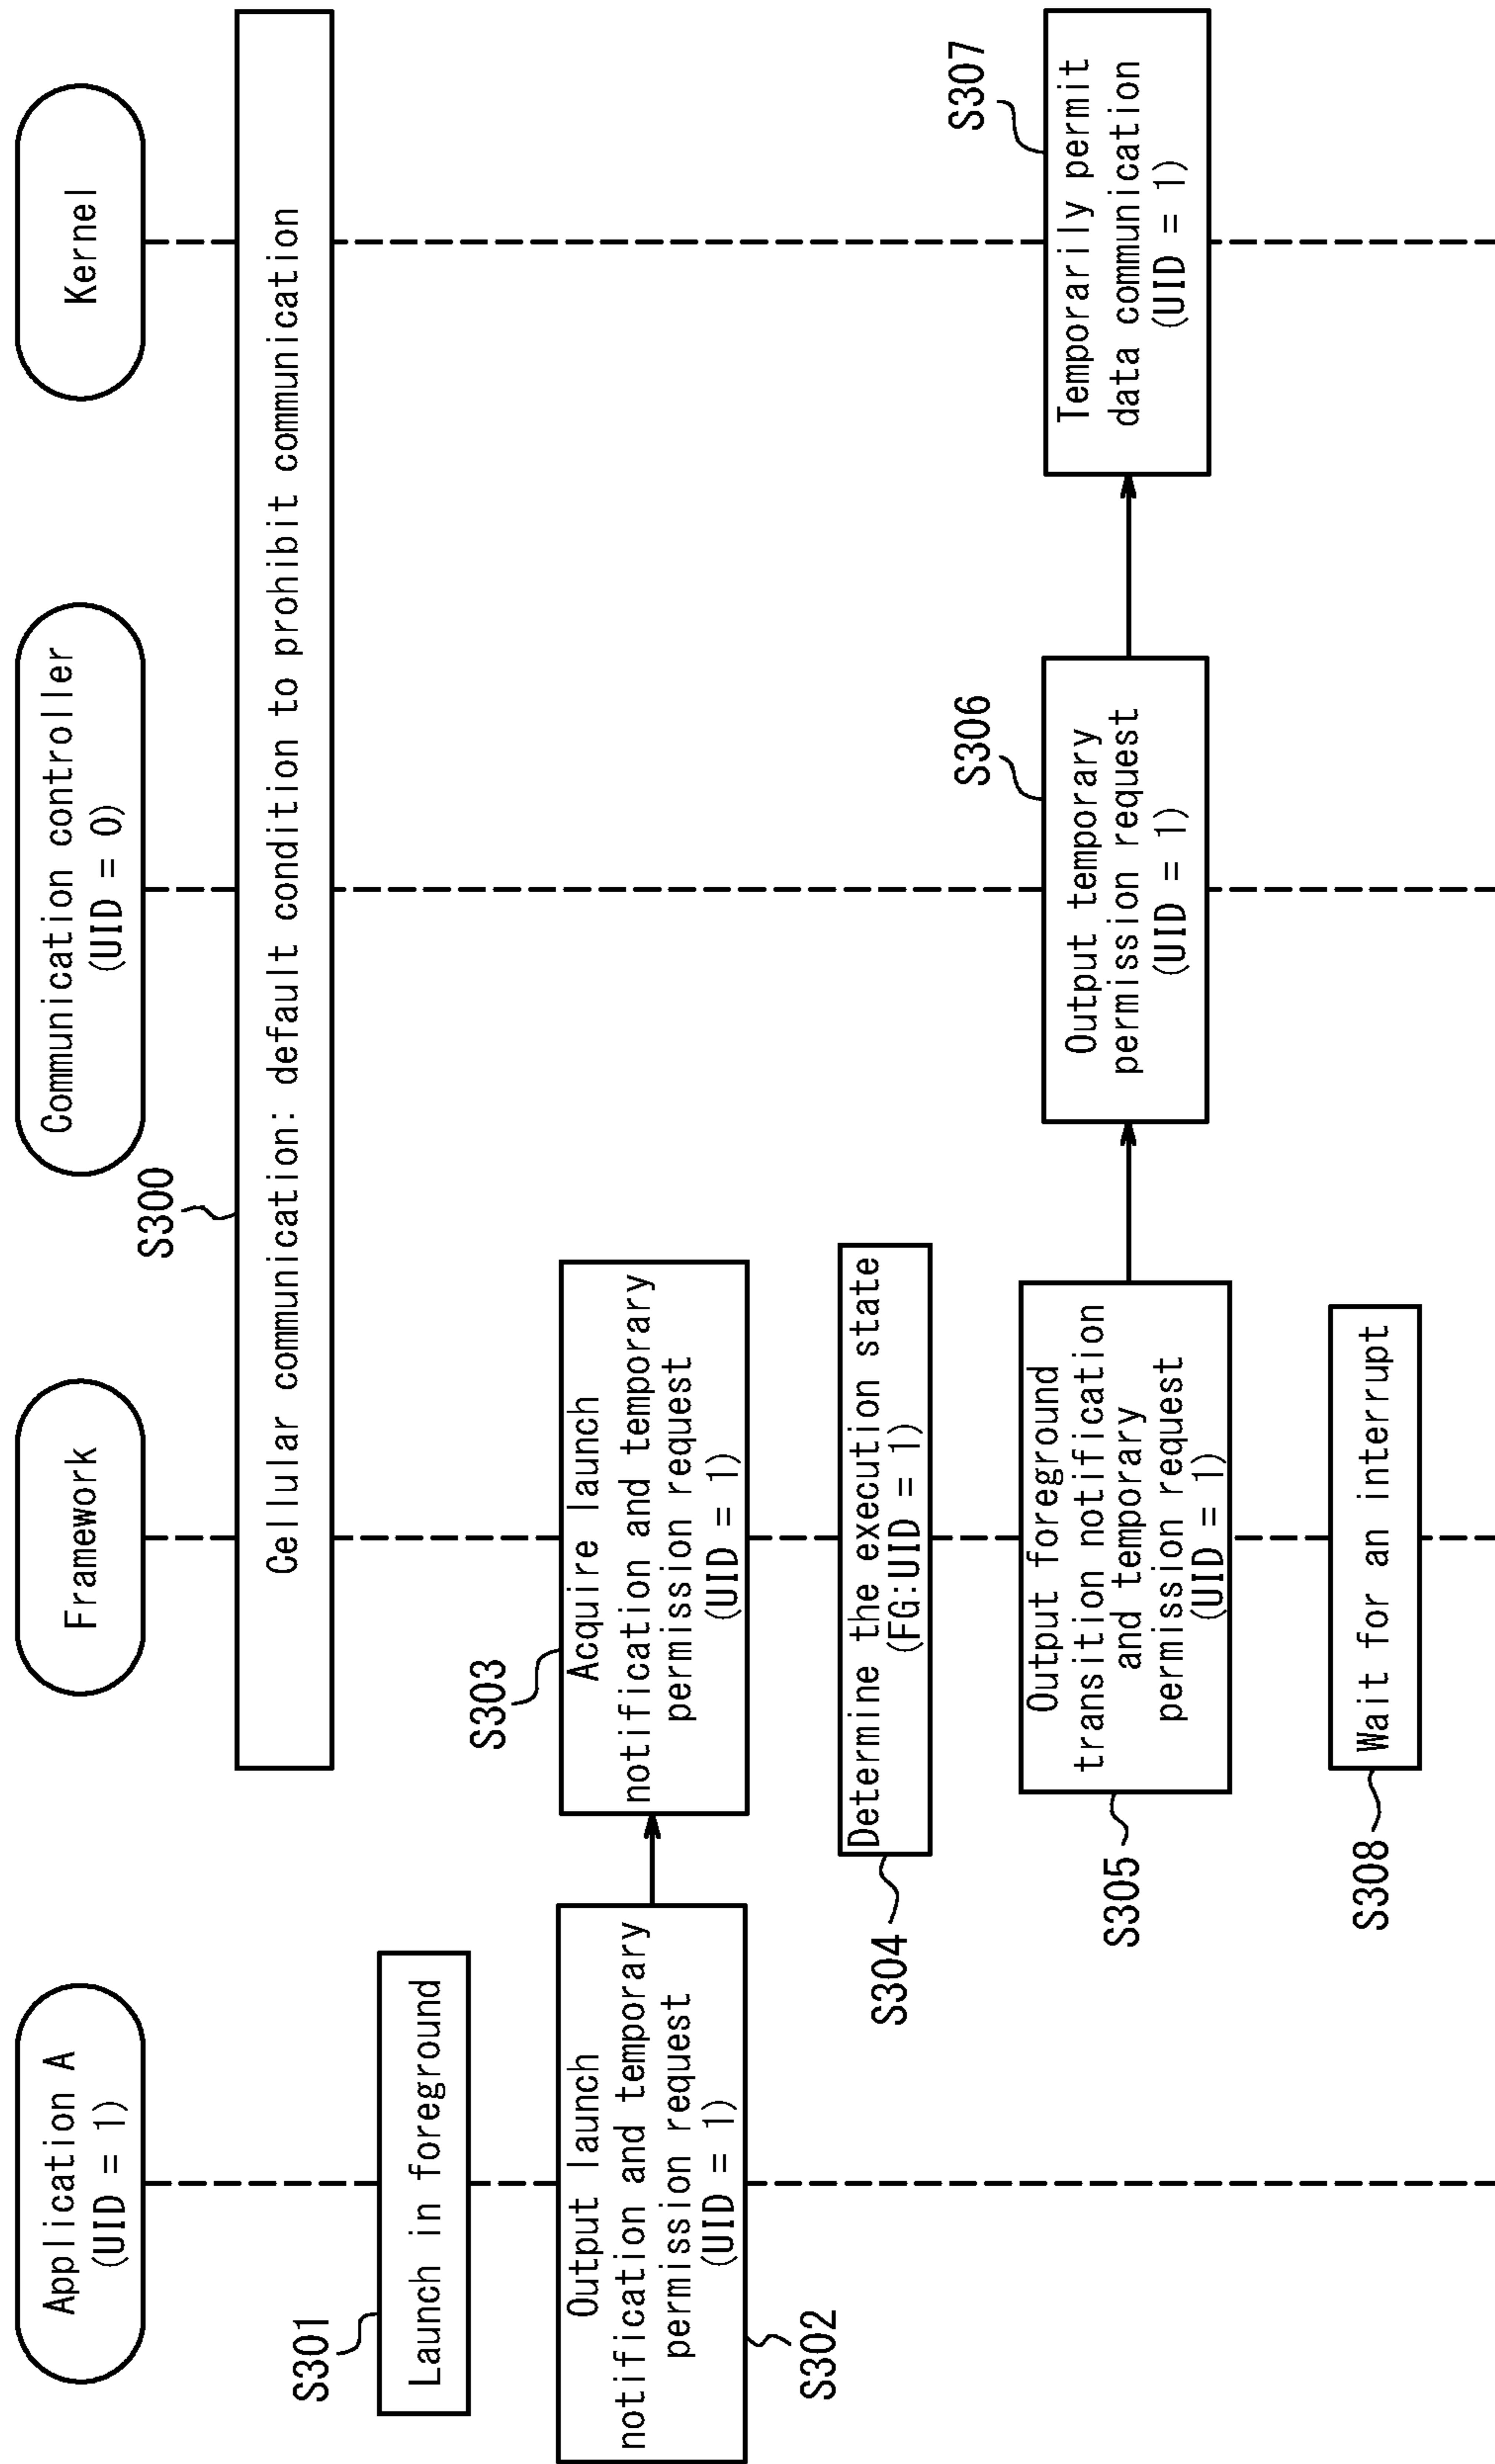 Application A
(UID = 1)
Framework
Communication controller
(UID = 0)
Kernel
S300
Cellular communication: default condition to prohibit communication
S301
Launch in foreground
Output launch
notification and temporary
permission request
(UID = 1)
S302
S303
Acquire launch
notification and temporary
permission request
(UID = 1)
Determine the execution state
(FG:UID = 1)
S304
Output foreground
transition notification
and temporary
permission request
(UID = 1)
S305
S306
Output temporary
permission request
(UID = 1)
S307
Temporarily permit
data communication
(UID = 1)
Wait for an interrupt
S308